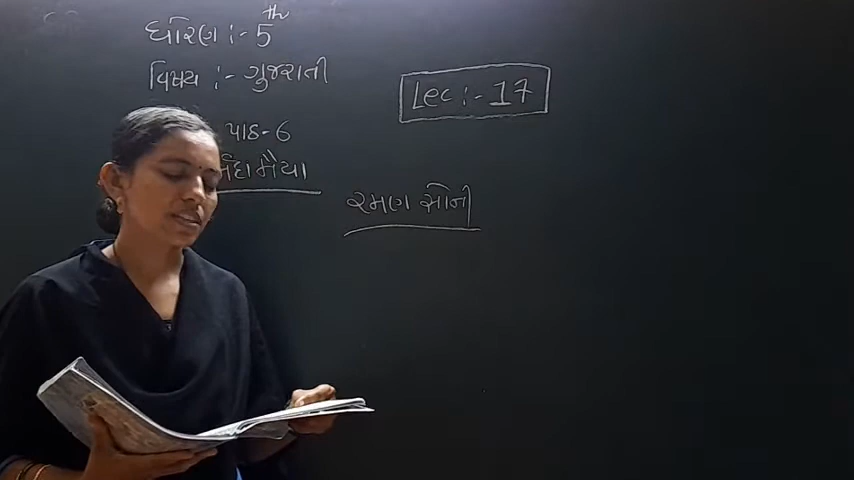 ધોરણ :- 5th
વિષય :- ગુજરાતી
Lec :- 17
પાઠ - 6
મૈયા
રમણ સોની